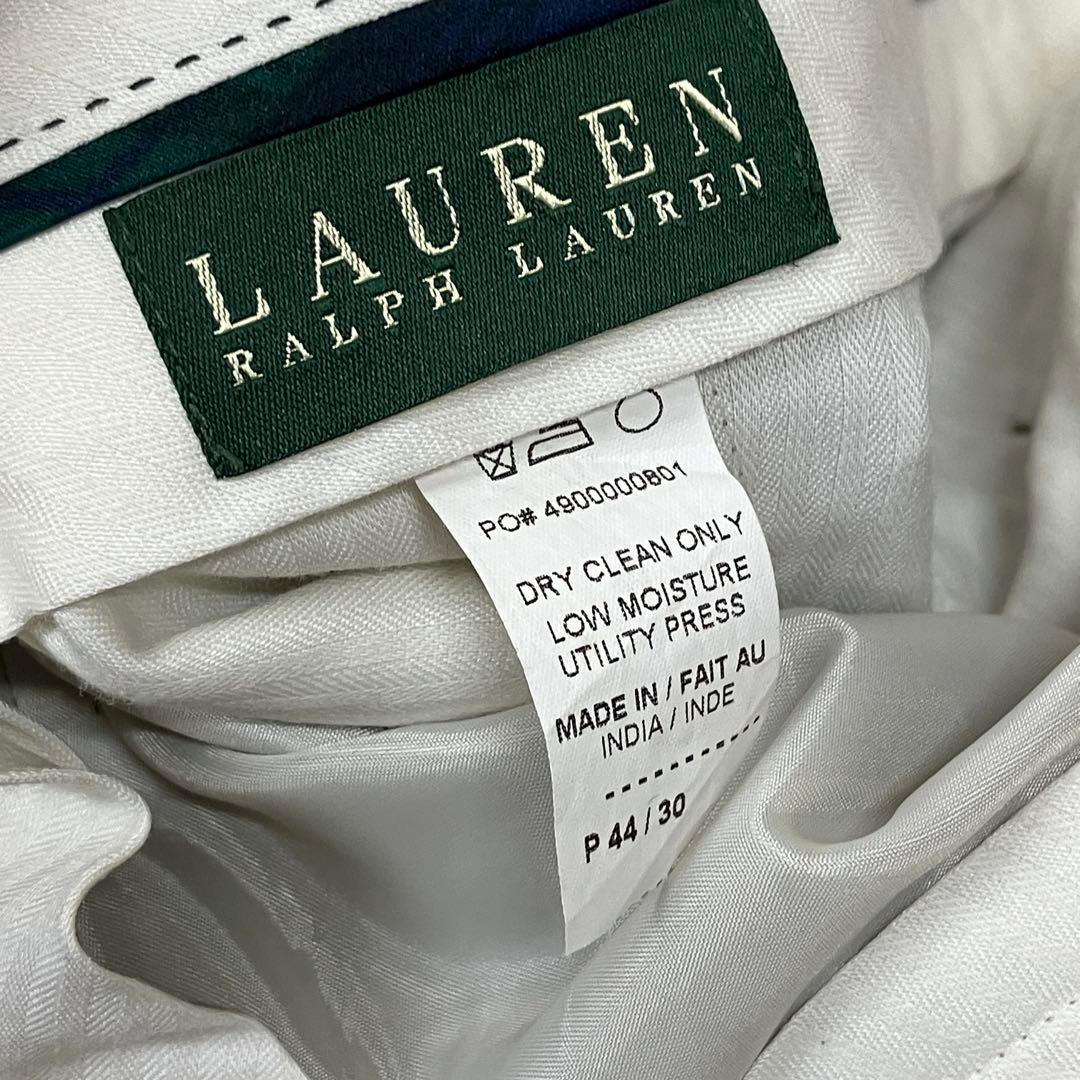 LAUREN
RALPH LAUREN
PO# 4900000801
DRY CLEAN ONLY
LOW MOISTURE
UTILITY PRESS
MADE IN / FAIT AU
INDIA / INDE
P 44 / 30